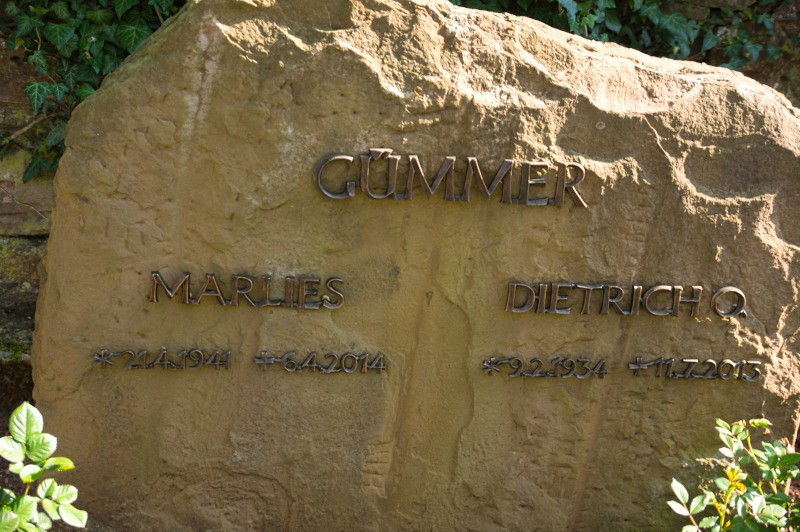 GÜMMER
MARLIES DIETRICH O.
*21.4.1941 +6.4.2014 *9.2.1934 +11.7.2013